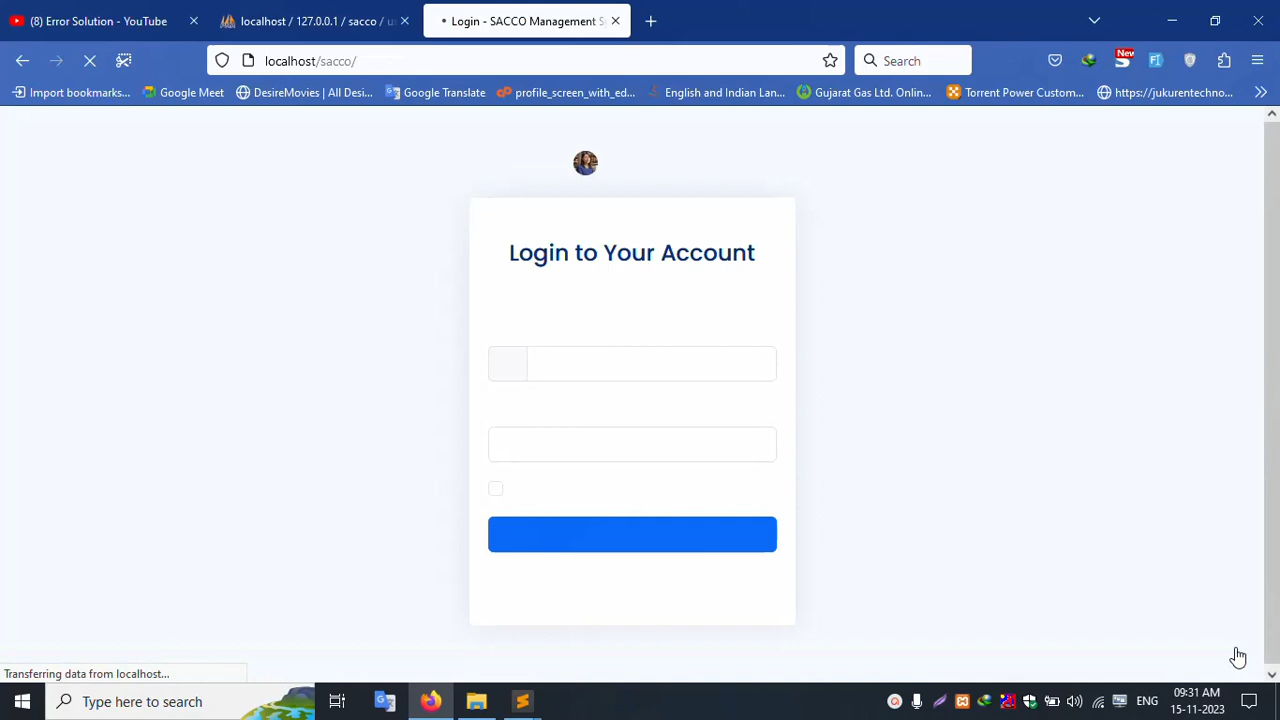 (8) Error Solution - YouTube
localhost / 127.0.0.1 / sacco / u
Login - SACCO Management S
localhost/sacco/
Search
New
Import bookmarks...
Google Meet
DesireMovies | All Desi...
Google Translate
profile_screen_with_ed...
English and Indian Lan...
Gujarat Gas Ltd. Onlin...
Torrent Power Custom...
https://jukurentechno...
Login to Your Account
Transferring data from localhost...
Type here to search
ENG
09:31 AM
15-11-2023